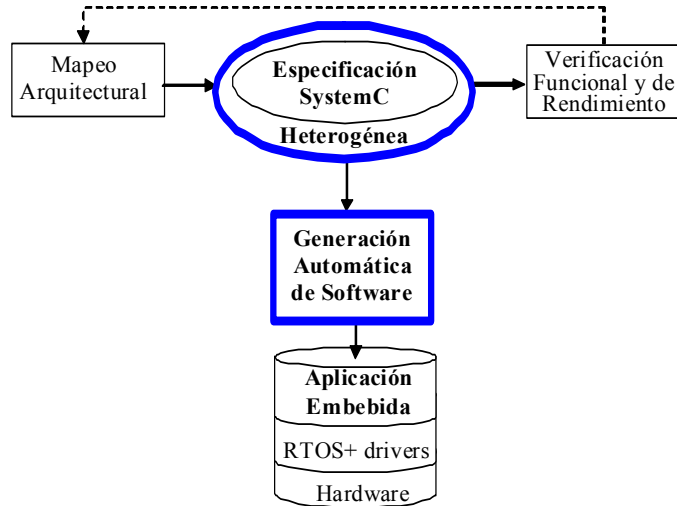 Mapeo
Arquitectural
Especificación
SystemC
Heterogénea
Verificación
Funcional y de
Rendimiento
Generación
Automática
de Software
Aplicación
Embebida
RTOS+ drivers
Hardware